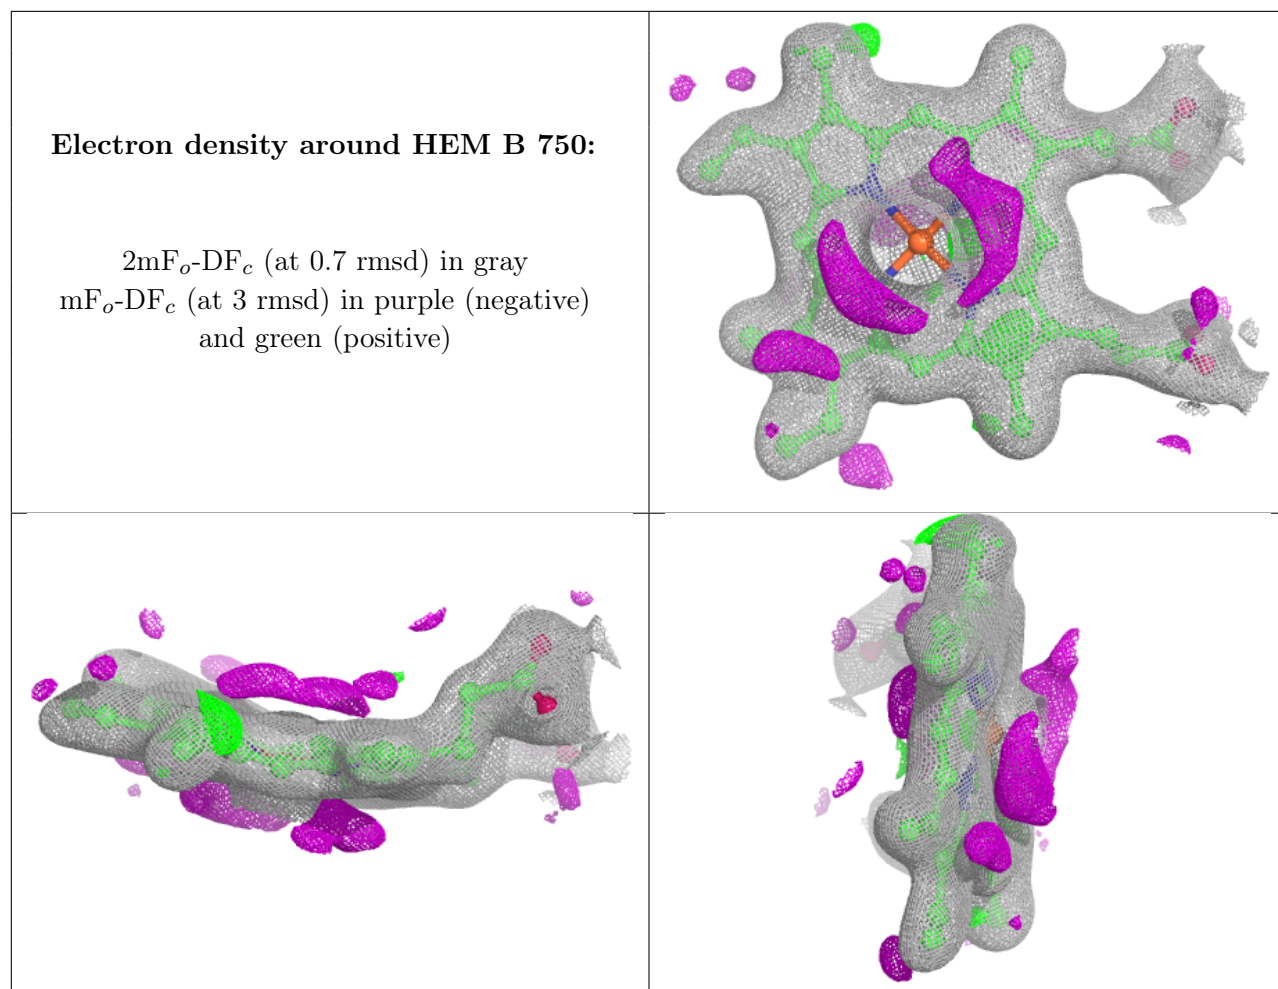 Electron density around HEM B 750:
2mFₒ-DF𝒸 (at 0.7 rmsd) in gray
mFₒ-DF𝒸 (at 3 rmsd) in purple (negative)
and green (positive)